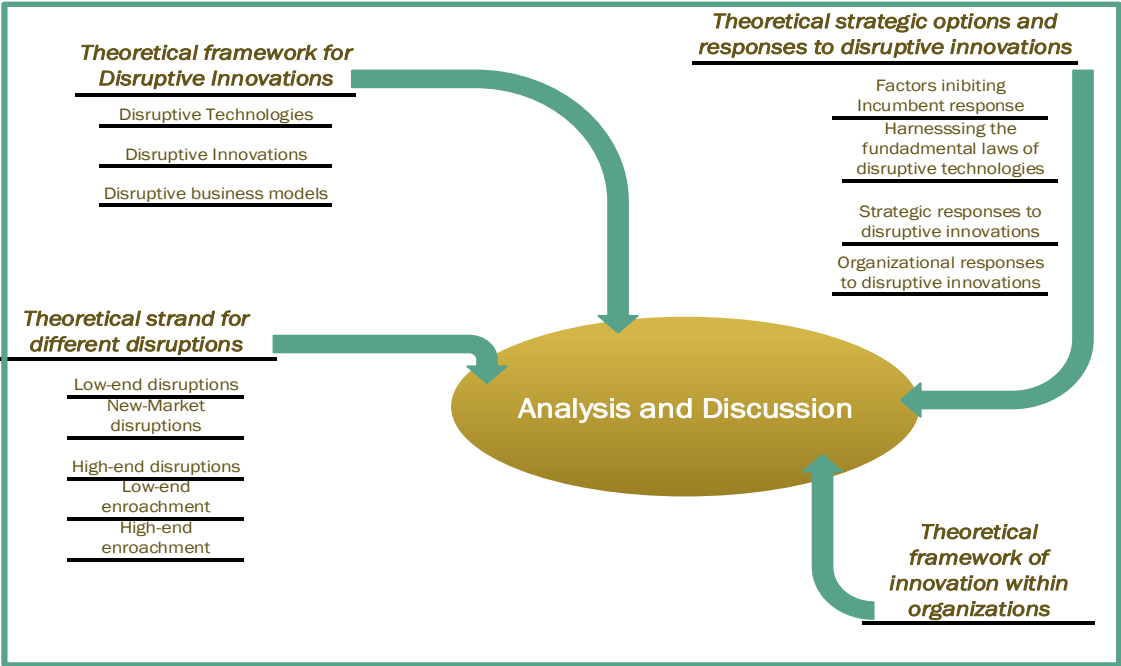 Theoretical framework for
Disruptive Innovations
Disruptive Technologies
Disruptive Innovations
Disruptive business models
Theoretical strategic options and
responses to disruptive innovations
Factors inibiting
Incumbent response
Harnesssing the
fundadmental laws of
disruptive technologies
Strategic responses to
disruptive innovations
Organizational responses
to disruptive innovations
Theoretical strand for
different disruptions
Low-end disruptions
New-Market
disruptions
High-end disruptions
Low-end
enroachment
High-end
enroachment
Analysis and Discussion
Theoretical
framework of
innovation within
organizations